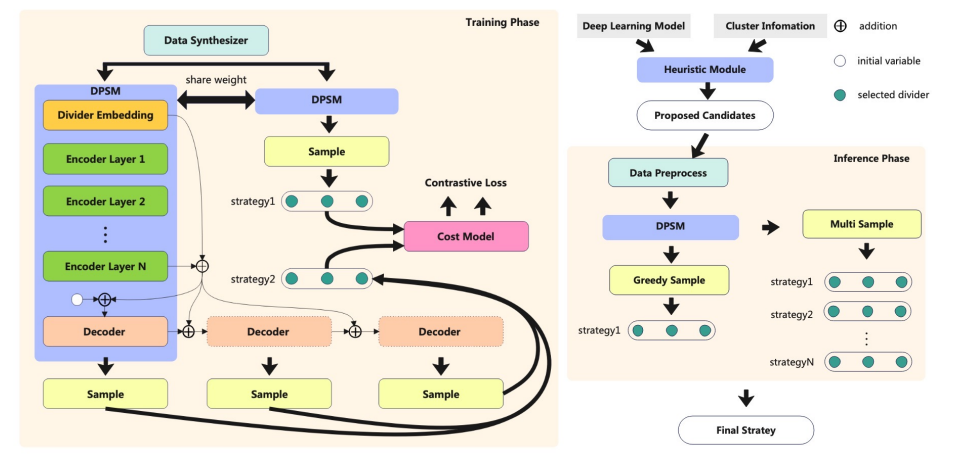 Training Phase
Data Synthesizer
share weight
DPSM
Divider Embedding
Encoder Layer 1
Encoder Layer 2
Encoder Layer N
Decoder
Decoder
Decoder
Sample
Sample
Sample
DPSM
Sample
strategy1
Contrastive Loss
Cost Model
strategy2
Deep Learning Model
Cluster Infomation
Heuristic Module
Proposed Candidates
addition
initial variable
selected divider
Inference Phase
Data Preprocess
DPSM
Multi Sample
Greedy Sample
strategy1
strategy1
strategy2
strategyN
Final Stratey